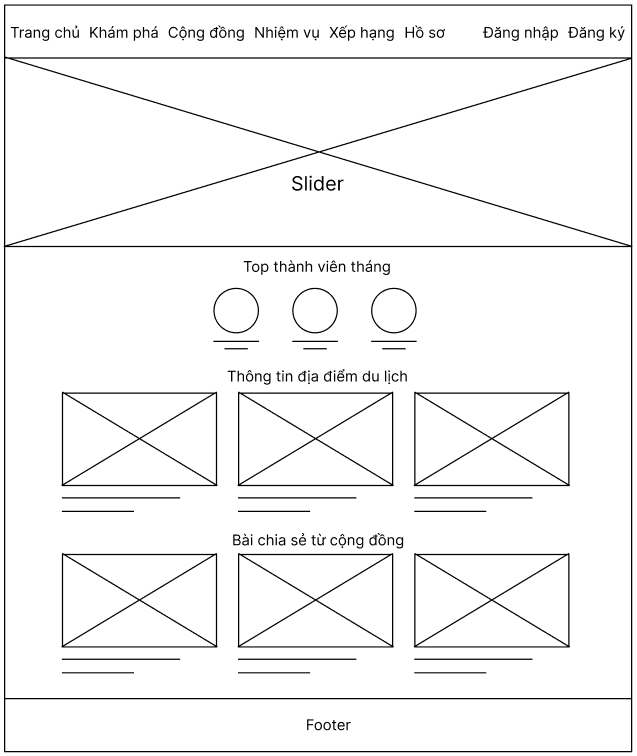 Trang chủ Khám phá Cộng đồng Nhiệm vụ Xếp hạng Hồ sơ Đăng nhập Đăng ký
Slider
Top thành viên tháng
Thông tin địa điểm du lịch
Bài chia sẻ từ cộng đồng
Footer